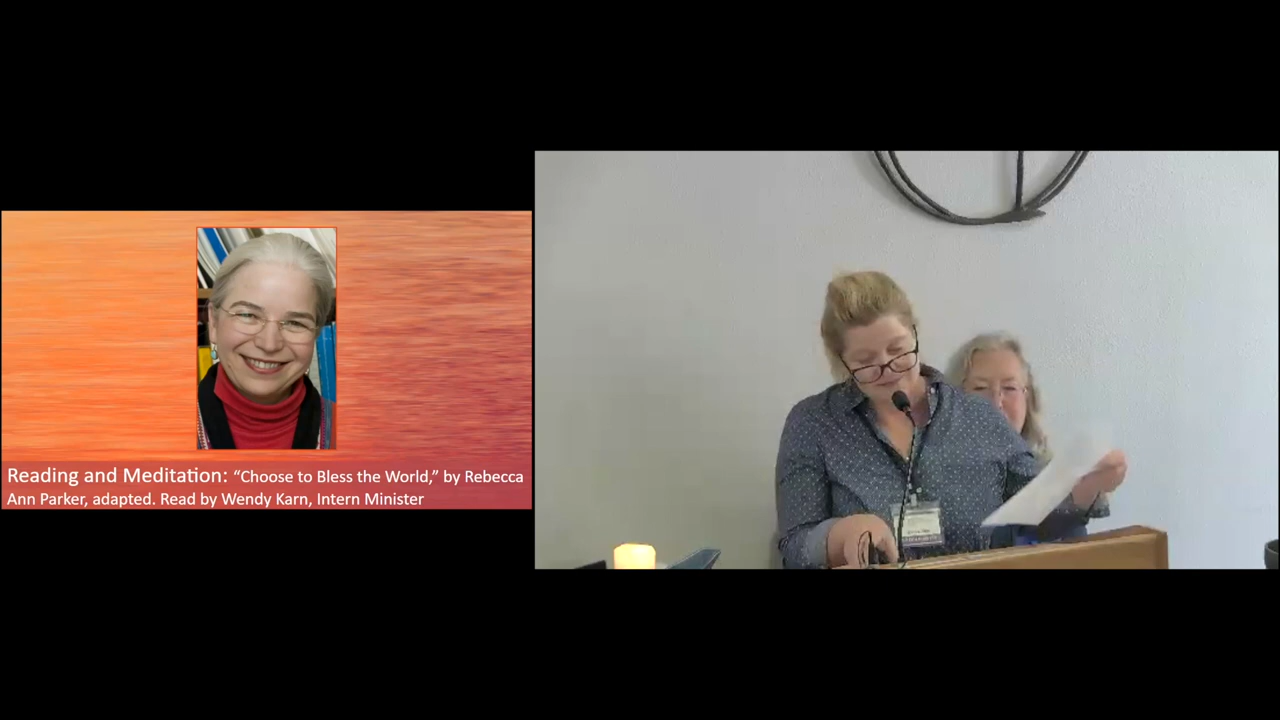 Reading and Meditation: “Choose to Bless the World,” by Rebecca
Ann Parker, adapted. Read by Wendy Karn, Intern Minister